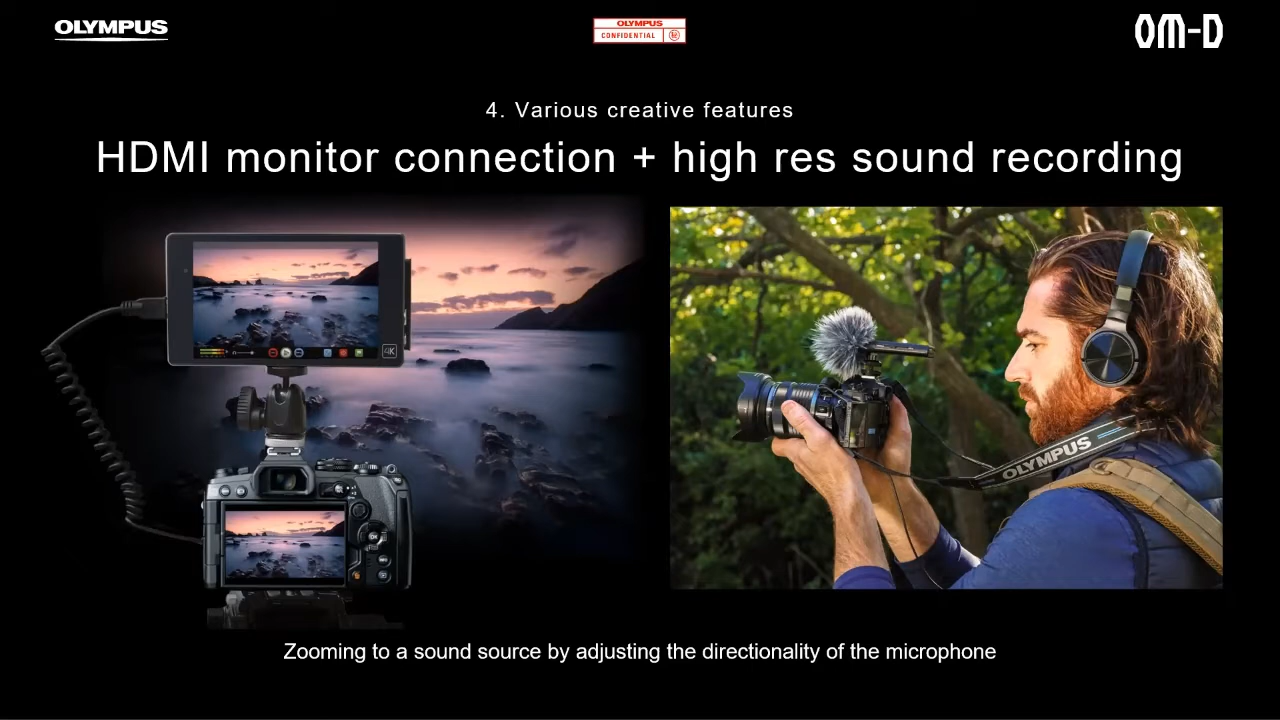 OLYMPUS
OLYMPUS
CONFIDENTIAL
OM-D
4. Various creative features
HDMI monitor connection + high res sound recording
4K
OK
OLYMPUS
Zooming to a sound source by adjusting the directionality of the microphone